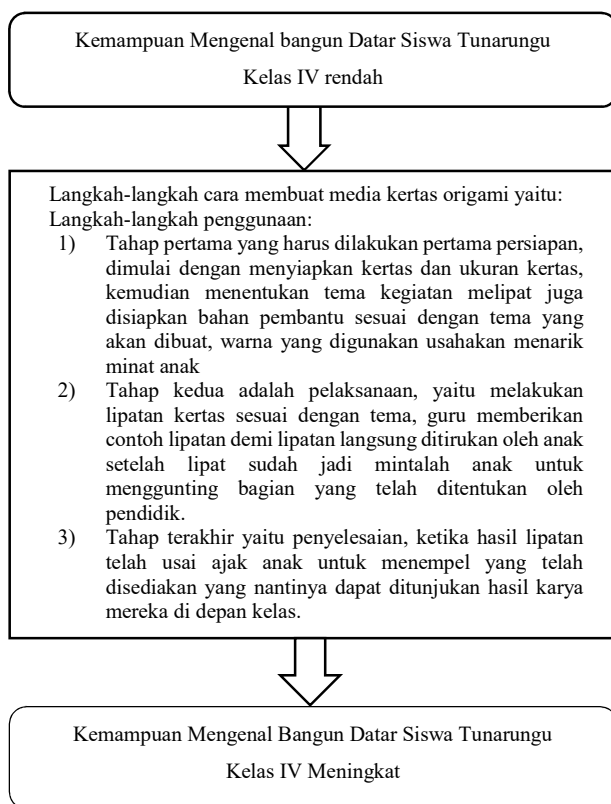 Kemampuan Mengenal bangun Datar Siswa Tunarungu
Kelas IV rendah
Langkah-langkah cara membuat media kertas origami yaitu:
Langkah-langkah penggunaan:
1) Tahap pertama yang harus dilakukan pertama persiapan,
dimulai dengan menyiapkan kertas dan ukuran kertas,
kemudian menentukan tema kegiatan melipat juga
disiapkan bahan pembantu sesuai dengan tema yang
akan dibuat, warna yang digunakan usahakan menarik
minat anak
2) Tahap kedua adalah pelaksanaan, yaitu melakukan
lipatan kertas sesuai dengan tema, guru memberikan
contoh lipatan demi lipatan langsung ditirukan oleh anak
setelah lipat sudah jadi mintalah anak untuk
menggunting bagian yang telah ditentukan oleh
pendidik.
3) Tahap terakhir yaitu penyelesaian, ketika hasil lipatan
telah usai ajak anak untuk menempel yang telah
disediakan yang nantinya dapat ditunjukan hasil karya
mereka di depan kelas.
Kemampuan Mengenal Bangun Datar Siswa Tunarungu
Kelas IV Meningkat